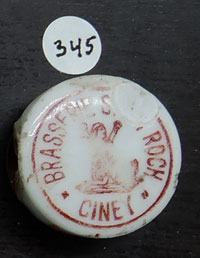 345
BRASSERIE S. ROCH
* CINEY *